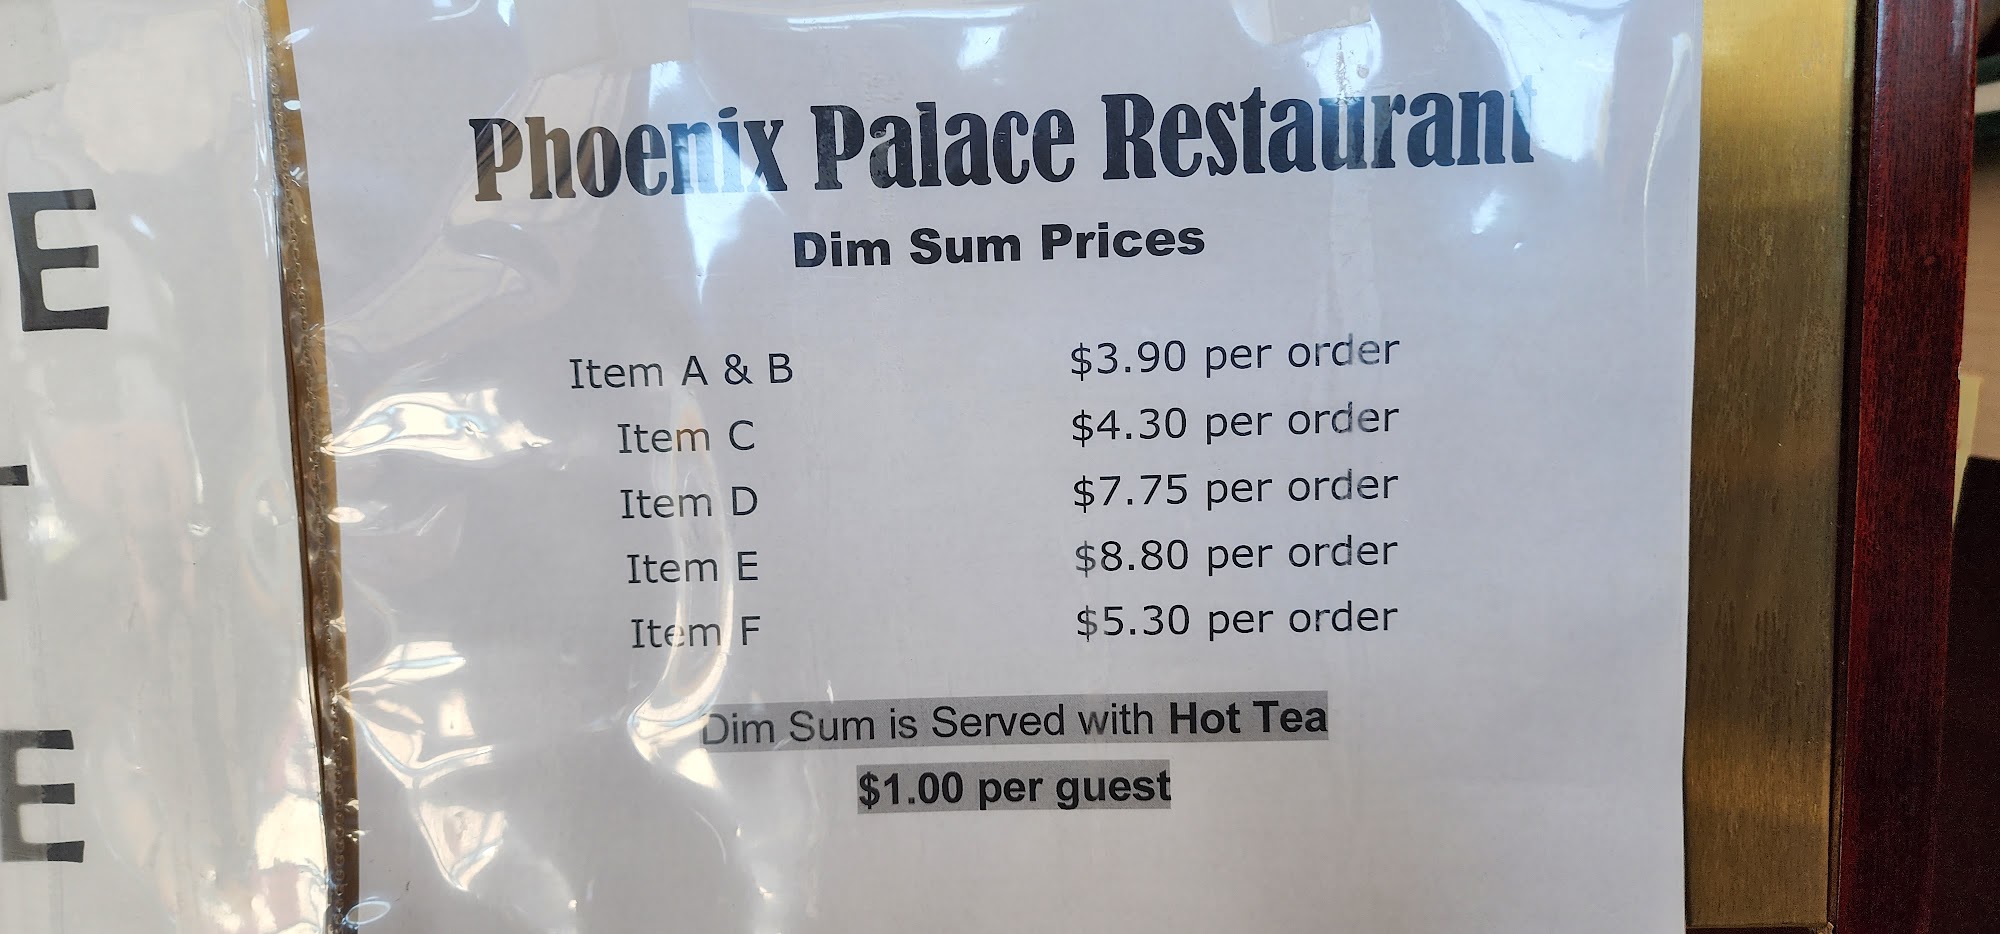 E
E
Phoenix Palace Restaurant
Dim Sum Prices
Item A & B $3.90 per order
Item C $4.30 per order
Item D $7.75 per order
Item E $8.80 per order
Item F $5.30 per order
Dim Sum is Served with Hot Tea
$1.00 per guest